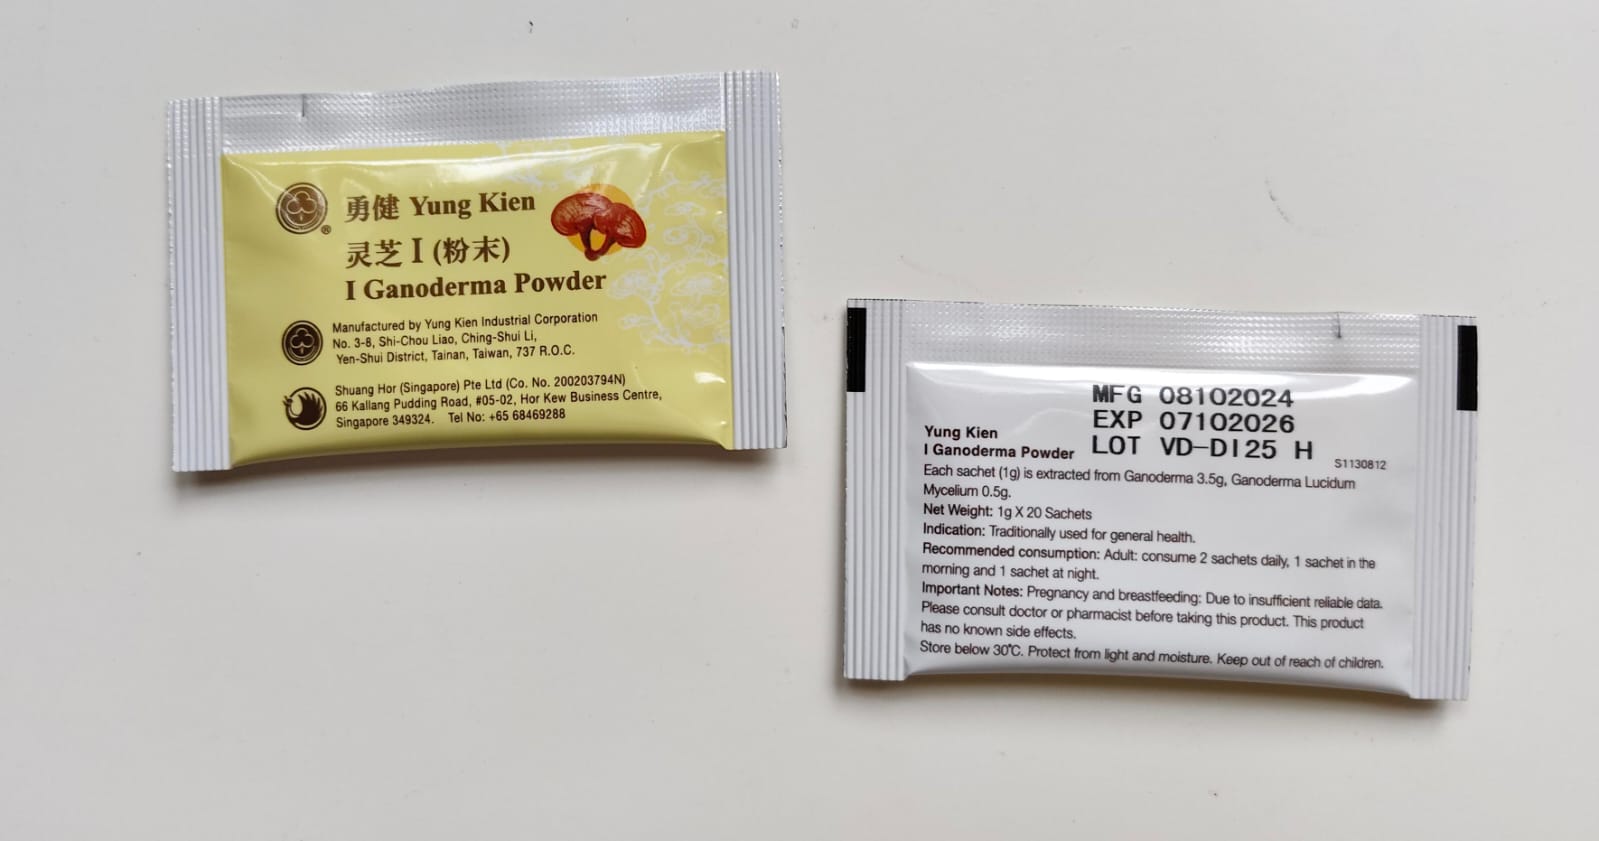 勇健 Yung Kien
®
灵芝 I (粉末)
I Ganoderma Powder
Manufactured by Yung Kien Industrial Corporation
No. 3-8, Shi-Chou Liao, Ching-Shui Li,
Yen-Shui District, Tainan, Taiwan, 737 R.O.C.
Shuang Hor (Singapore) Pte Ltd (Co. No. 200203794N)
66 Kallang Pudding Road, #05-02, Hor Kew Business Centre,
Singapore 349324. Tel No: +65 68469288
MFG 08102024
EXP 07102026
LOT VD-DI25 H
S1130812
Yung Kien
I Ganoderma Powder
Each sachet (1g) is extracted from Ganoderma 3.5g, Ganoderma Lucidum
Mycelium 0.5g.
Net Weight: 1g X 20 Sachets
Indication: Traditionally used for general health.
Recommended consumption: Adult: consume 2 sachets daily, 1 sachet in the
morning and 1 sachet at night.
Important Notes: Pregnancy and breastfeeding: Due to insufficient reliable data.
Please consult doctor or pharmacist before taking this product. This product
has no known side effects.
Store below 30°C. Protect from light and moisture. Keep out of reach of children.